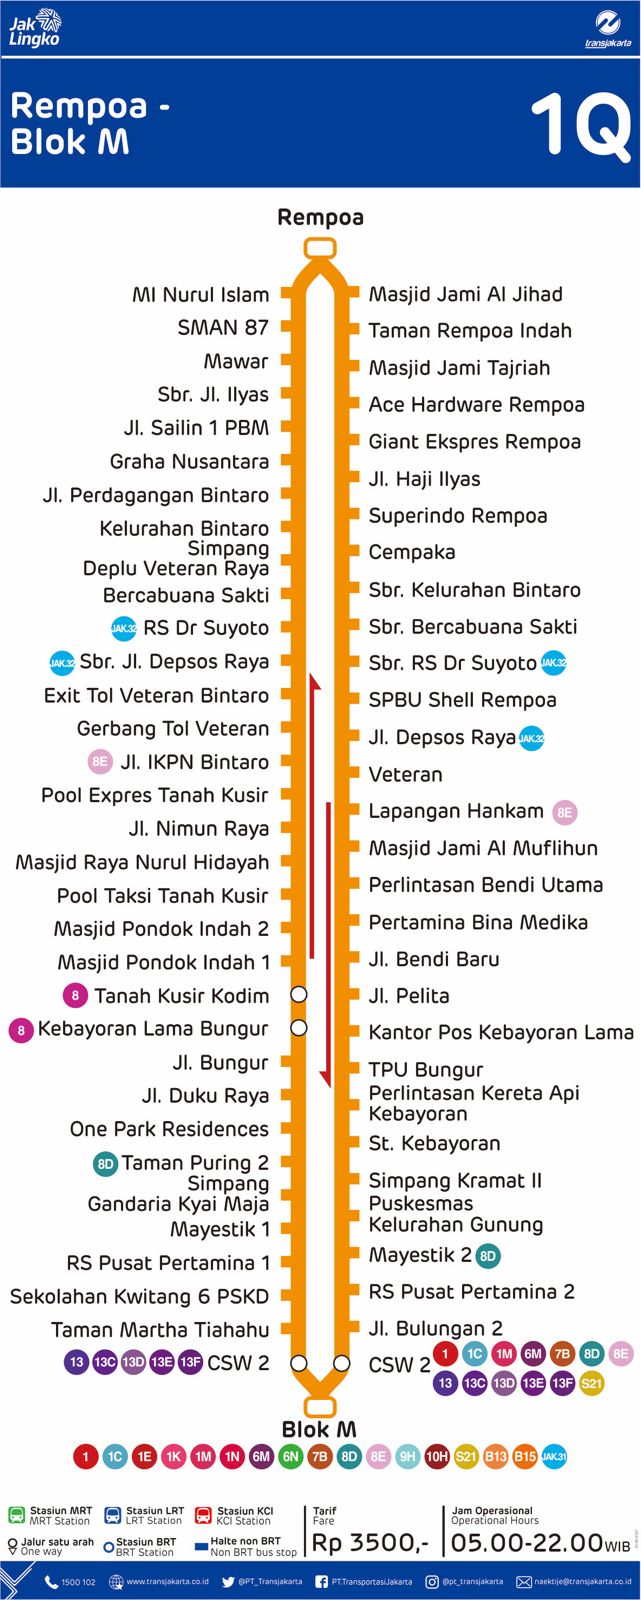 Jak
Lingko
transjakarta
Rempoa -
Blok M
1Q
Rempoa
MI Nurul Islam
SMAN 87
Mawar
Sbr. Jl. Ilyas
Jl. Sailin 1 PBM
Graha Nusantara
Jl. Perdagangan Bintaro
Kelurahan Bintaro
Simpang
Deplu Veteran Raya
Bercabuana Sakti
JAK.32 RS Dr Suyoto
JAK.32 Sbr. Jl. Depsos Raya
Exit Tol Veteran Bintaro
Gerbang Tol Veteran
8E Jl. IKPN Bintaro
Pool Expres Tanah Kusir
Jl. Nimun Raya
Masjid Raya Nurul Hidayah
Pool Taksi Tanah Kusir
Masjid Pondok Indah 2
Masjid Pondok Indah 1
8 Tanah Kusir Kodim
8 Kebayoran Lama Bungur
Jl. Bungur
Jl. Duku Raya
One Park Residences
8D Taman Puring 2
Simpang
Gandaria Kyai Maja
Mayestik 1
RS Pusat Pertamina 1
Sekolahan Kwitang 6 PSKD
Taman Martha Tiahahu
13 13C 13D 13E 13F CSW 2
Masjid Jami Al Jihad
Taman Rempoa Indah
Masjid Jami Tajriah
Ace Hardware Rempoa
Giant Ekspres Rempoa
Jl. Haji Ilyas
Superindo Rempoa
Cempaka
Sbr. Kelurahan Bintaro
Sbr. Bercabuana Sakti
Sbr. RS Dr Suyoto JAK.32
SPBU Shell Rempoa
Jl. Depsos Raya JAK.32
Veteran
Lapangan Hankam 8E
Masjid Jami Al Muflihun
Perlintasan Bendi Utama
Pertamina Bina Medika
Jl. Bendi Baru
Jl. Pelita
Kantor Pos Kebayoran Lama
TPU Bungur
Perlintasan Kereta Api
Kebayoran
St. Kebayoran
Simpang Kramat II
Puskesmas
Kelurahan Gunung
Mayestik 2 8D
RS Pusat Pertamina 2
Jl. Bulungan 2
CSW 2 1 1C 1M 6M 7B 8D 8E
13 13C 13D 13E 13F S21
Blok M
1 1C 1E 1K 1M 1N 6M 6N 7B 8D 8E 9H 10H S21 B13 B15 JAK.31
Stasiun MRT
MRT Station
Stasiun LRT
LRT Station
Stasiun KCI
KCI Station
Jalur satu arah
One way
Stasiun BRT
BRT Station
Halte non BRT
Non BRT bus stop
Tarif
Fare
Rp 3500,-
Jam Operasional
Operational Hours
05.00-22.00 WIB
1500 102
www.transjakarta.co.id
@PT_Transjakarta
PT.TransportasiJakarta
@pt_transjakarta
naektije@transjakarta.co.id